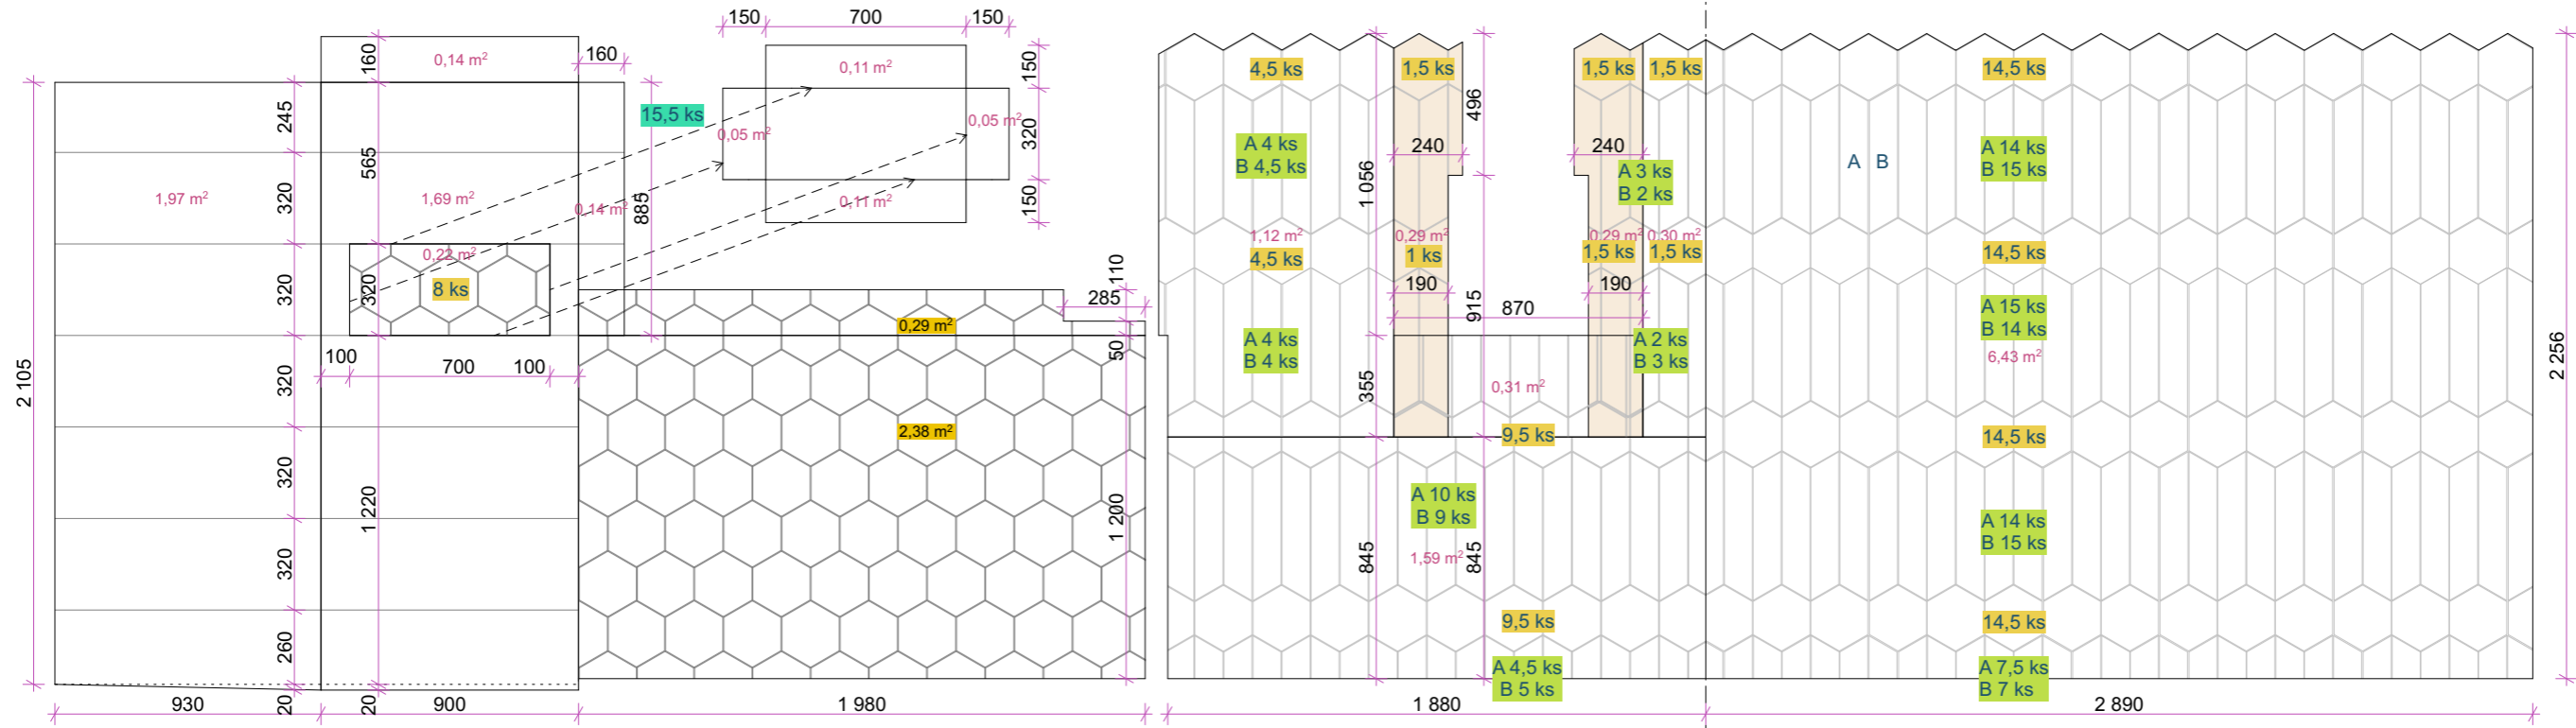 150
700
150
160
0,14 m²
160
150
0,11 m²
245
15,5 ks
0,05 m²
320
0,05 m²
565
320
1,97 m²
1,69 m²
0,14 m²
885
0,11 m²
150
0,22 m²
320
8 ks
320
110
285
0,29 m²
50
2 105
100
700
100
320
2,38 m²
320
1 220
320
1 200
260
20
20
930
900
1 980
4,5 ks
1,5 ks
1,5 ks
1,5 ks
14,5 ks
496
A 4 ks
B 4,5 ks
240
240
A 3 ks
B 2 ks
A
B
A 14 ks
B 15 ks
1 056
1,12 m²
4,5 ks
0,29 m²
1 ks
0,29 m²
1,5 ks
0,30 m²
1,5 ks
14,5 ks
190
190
915
870
A 15 ks
B 14 ks
6,43 m²
A 4 ks
B 4 ks
A 2 ks
B 3 ks
2 256
355
0,31 m²
9,5 ks
14,5 ks
A 10 ks
B 9 ks
A 14 ks
B 15 ks
845
1,59 m²
845
9,5 ks
14,5 ks
A 4,5 ks
B 5 ks
A 7,5 ks
B 7 ks
1 880
2 890